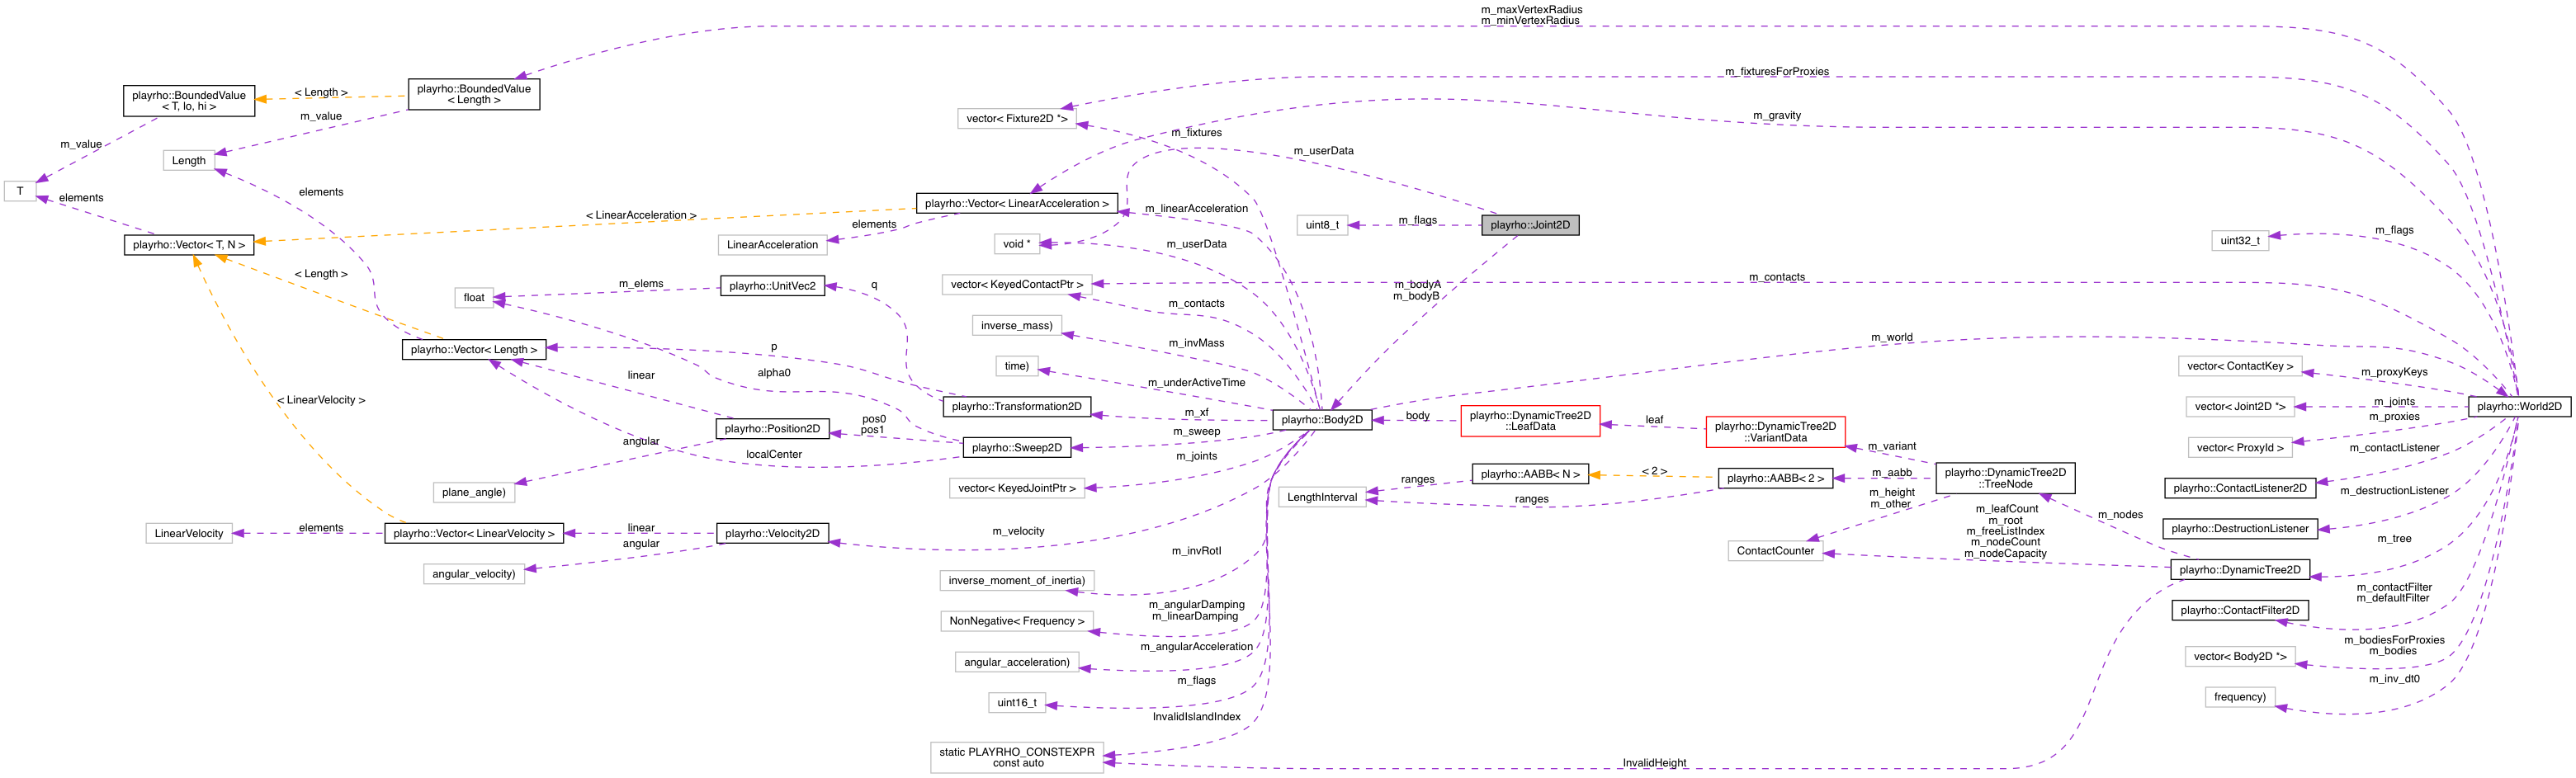 m_maxVertexRadius
m_minVertexRadius
m_fixturesForProxies
playrho::BoundedValue
< T, lo, hi >
< Length >
playrho::BoundedValue
< Length >
m_value
m_gravity
vector< Fixture2D *>
m_fixtures
m_value
Length
m_userData
T
elements
elements
playrho::Vector< LinearAcceleration >
< LinearAcceleration >
m_linearAcceleration
elements
uint8_t
m_flags
playrho::Joint2D
playrho::Vector< T, N >
LinearAcceleration
void *
m_userData
uint32_t
m_flags
< Length >
float
m_elems
playrho::UnitVec2
q
vector< KeyedContactPtr >
m_contacts
m_bodyA
m_bodyB
m_contacts
inverse_mass)
m_invMass
m_world
playrho::Vector< Length >
p
alpha0
time)
m_underActiveTime
vector< ContactKey >
m_proxyKeys
linear
< LinearVelocity >
playrho::Transformation2D
m_xf
playrho::Body2D
body
playrho::DynamicTree2D
::LeafData
leaf
playrho::DynamicTree2D
::VariantData
vector< Joint2D *>
m_joints
playrho::World2D
m_proxies
playrho::Position2D
pos0
pos1
m_sweep
angular
localCenter
playrho::Sweep2D
m_joints
m_variant
vector< ProxyId >
m_contactListener
plane_angle)
vector< KeyedJointPtr >
LengthInterval
ranges
playrho::AABB< N >
< 2 >
ranges
playrho::AABB< 2 >
m_aabb
playrho::DynamicTree2D
::TreeNode
m_height
m_other
playrho::ContactListener2D
m_destructionListener
LinearVelocity
elements
playrho::Vector< LinearVelocity >
linear
angular
playrho::Velocity2D
m_velocity
m_leafCount
m_root
m_freeListIndex
m_nodeCount
m_nodeCapacity
m_nodes
playrho::DestructionListener
m_tree
ContactCounter
m_invRotI
angular_velocity)
inverse_moment_of_inertia)
playrho::DynamicTree2D
m_contactFilter
m_defaultFilter
playrho::ContactFilter2D
m_angularDamping
m_linearDamping
NonNegative< Frequency >
m_angularAcceleration
angular_acceleration)
m_bodiesForProxies
m_bodies
vector< Body2D *>
m_flags
m_inv_dt0
uint16_t
frequency)
InvalidIslandIndex
static PLAYRHO_CONSTEXPR
const auto
InvalidHeight